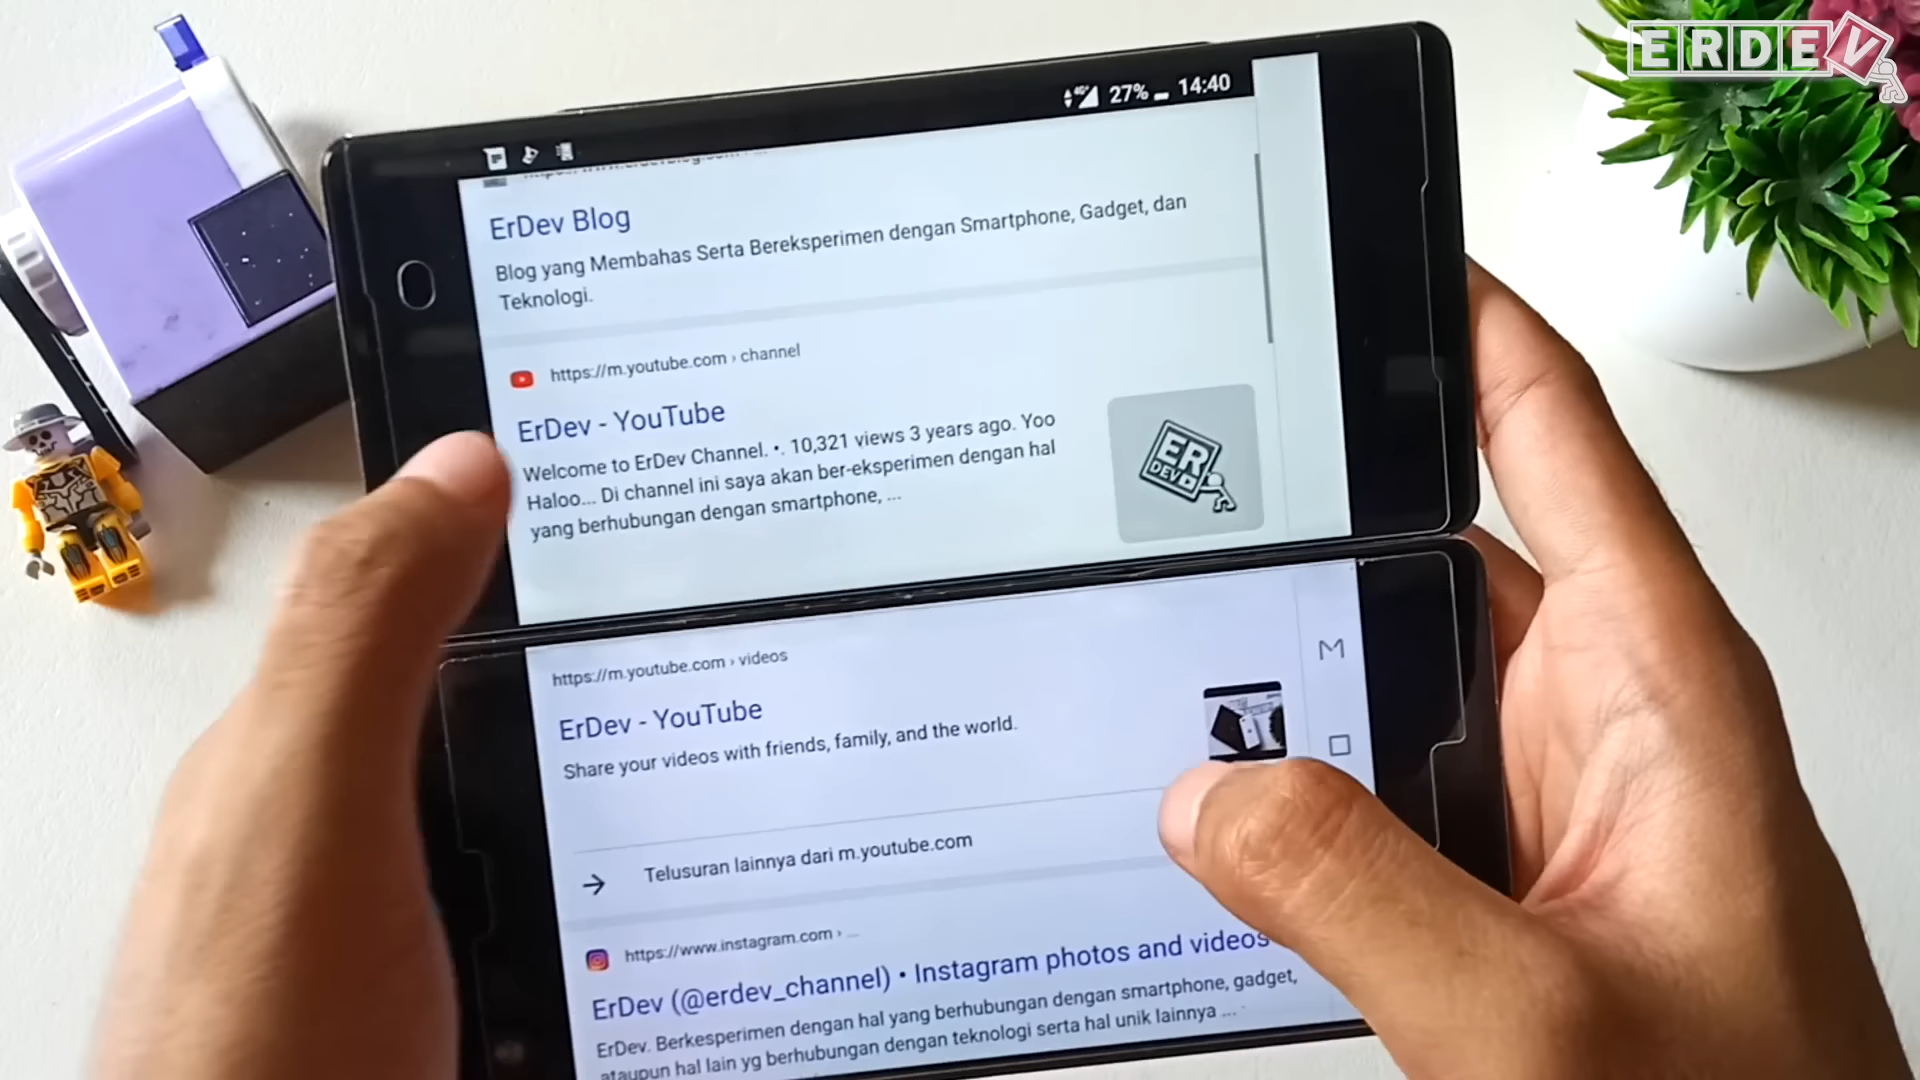 ERDEV
27% 14:40
ErDev Blog
Blog yang Membahas Serta Bereksperimen dengan Smartphone, Gadget, dan
Teknologi.
https://m.youtube.com › channel
ErDev - YouTube
Welcome to ErDev Channel. •. 10,321 views 3 years ago. Yoo
Haloo... Di channel ini saya akan ber-eksperimen dengan hal
yang berhubungan dengan smartphone, ...
ER
DEV
https://m.youtube.com › videos
ErDev - YouTube
Share your videos with friends, family, and the world.
Telusuran lainnya dari m.youtube.com
https://www.instagram.com › ...
ErDev (@erdev_channel) • Instagram photos and videos
ErDev. Berkesperimen dengan hal yang berhubungan dengan smartphone, gadget,
ataupun hal lain yg berhubungan dengan teknologi serta hal unik lainnya ...